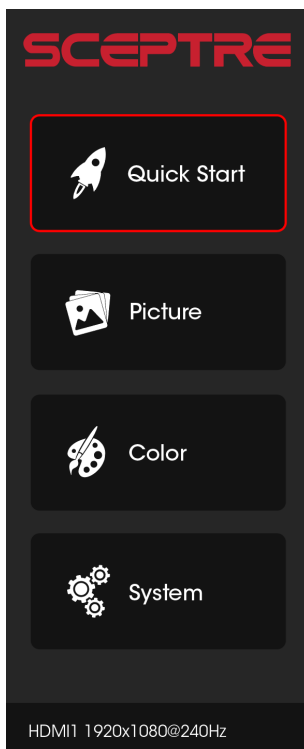 SCEPTRE
Quick Start
Picture
Color
System
HDMI1 1920x1080@240Hz